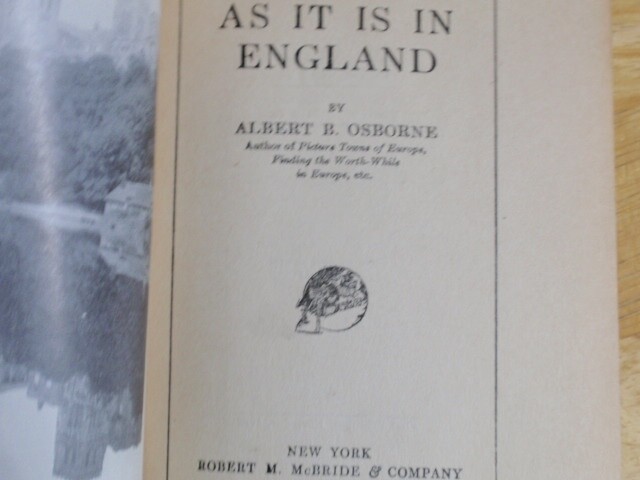 AS IT IS IN
ENGLAND
BY
ALBERT B. OSBORNE
Author of Picture Towns of Europe,
Finding the Worth-While
in Europe, etc.
NEW YORK
ROBERT M. McBRIDE & COMPANY